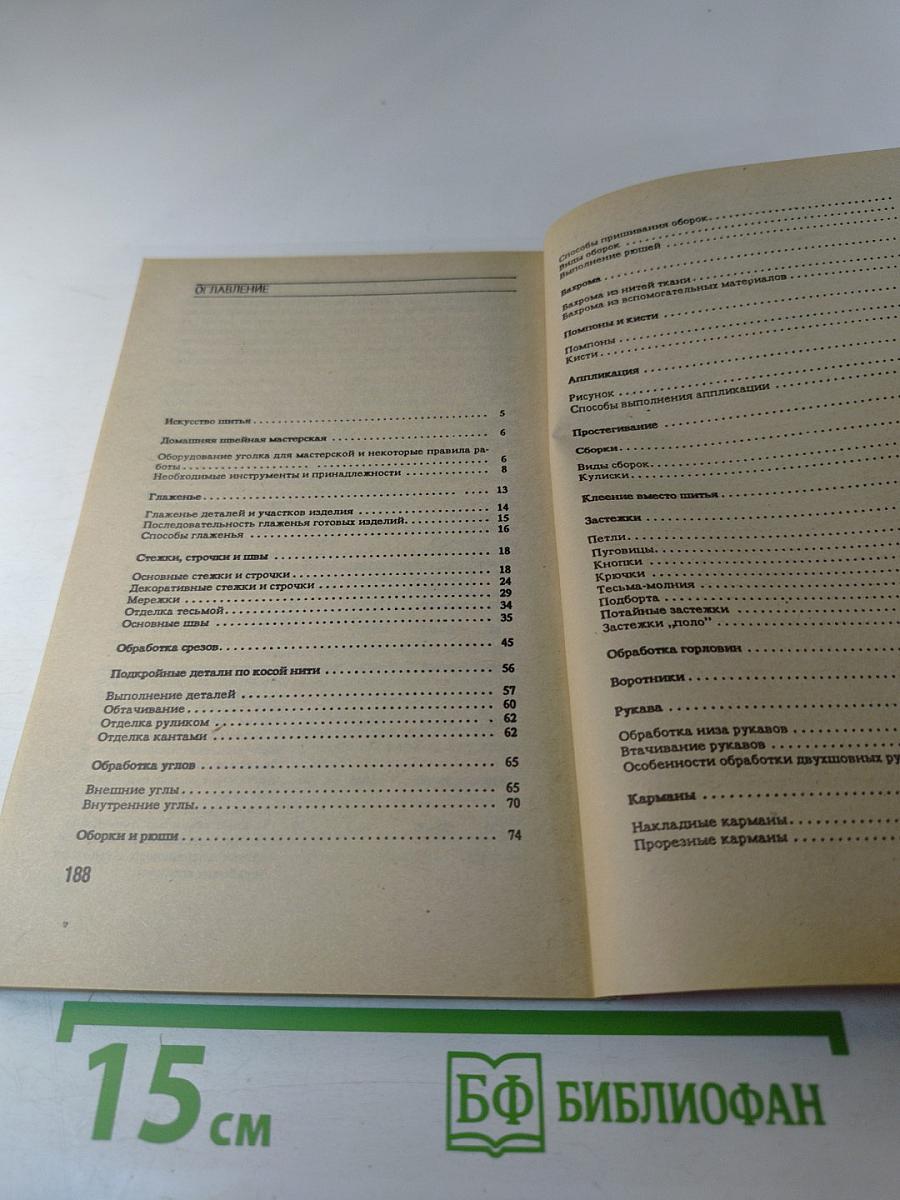 ОГЛАВЛЕНИЕ
Искусство шитья . . . . . . . . . . 5
Домашняя швейная мастерская . . . . . . . . . . 6
Оборудование уголка для мастерской и некоторые правила ра-
боты . . . . . . . . . . 6
Необходимые инструменты и принадлежности . . . . . . . . . . 8
Глаженье . . . . . . . . . . 13
Глаженье деталей и участков изделия . . . . . . . . . . 14
Последовательность глаженья готовых изделий. . . . . . . . . . 15
Способы глаженья . . . . . . . . . . 16
Стежки, строчки и швы . . . . . . . . . . 18
Основные стежки и строчки . . . . . . . . . . 18
Декоративные стежки и строчки . . . . . . . . . . 24
Мережки . . . . . . . . . . 29
Отделка тесьмой . . . . . . . . . . 34
Основные швы . . . . . . . . . . 35
Обработка срезов . . . . . . . . . . 45
Подкройные детали по косой нити . . . . . . . . . . 56
Выполнение деталей . . . . . . . . . . 57
Обтачивание . . . . . . . . . . 60
Отделка руликом . . . . . . . . . . 62
Отделка кантами . . . . . . . . . . 62
Обработка углов . . . . . . . . . . 65
Внешние углы . . . . . . . . . . 65
Внутренние углы . . . . . . . . . . 70
Оборки и рюши . . . . . . . . . . 74
188
Способы пришивания оборок . . . . . . . . . .
Виды оборок . . . . . . . . . .
Выполнение рюшей . . . . . . . . . .
Бахрома . . . . . . . . . .
Бахрома из нитей ткани . . . . . . . . . .
Бахрома из вспомогательных материалов . . . . . . . . . .
Помпоны и кисти . . . . . . . . . .
Помпоны . . . . . . . . . .
Кисти . . . . . . . . . .
Аппликация . . . . . . . . . .
Рисунок . . . . . . . . . .
Способы выполнения аппликации . . . . . . . . . .
Простегивание . . . . . . . . . .
Сборки . . . . . . . . . .
Виды сборок . . . . . . . . . .
Кулиски . . . . . . . . . .
Клеение вместо шитья . . . . . . . . . .
Застежки . . . . . . . . . .
Петли . . . . . . . . . .
Пуговицы . . . . . . . . . .
Кнопки . . . . . . . . . .
Крючки . . . . . . . . . .
Тесьма-молния . . . . . . . . . .
Подборта . . . . . . . . . .
Потайные застежки . . . . . . . . . .
Застежки „поло" . . . . . . . . . .
Обработка горловин . . . . . . . . . .
Воротники . . . . . . . . . .
Рукава . . . . . . . . . .
Обработка низа рукавов . . . . . . . . . .
Втачивание рукавов . . . . . . . . . .
Особенности обработки двухшовных ру
Карманы . . . . . . . . . .
Накладные карманы . . . . . . . . . .
Прорезные карманы . . . . . . . . . .
15 см
БФ БИБЛИОФАН